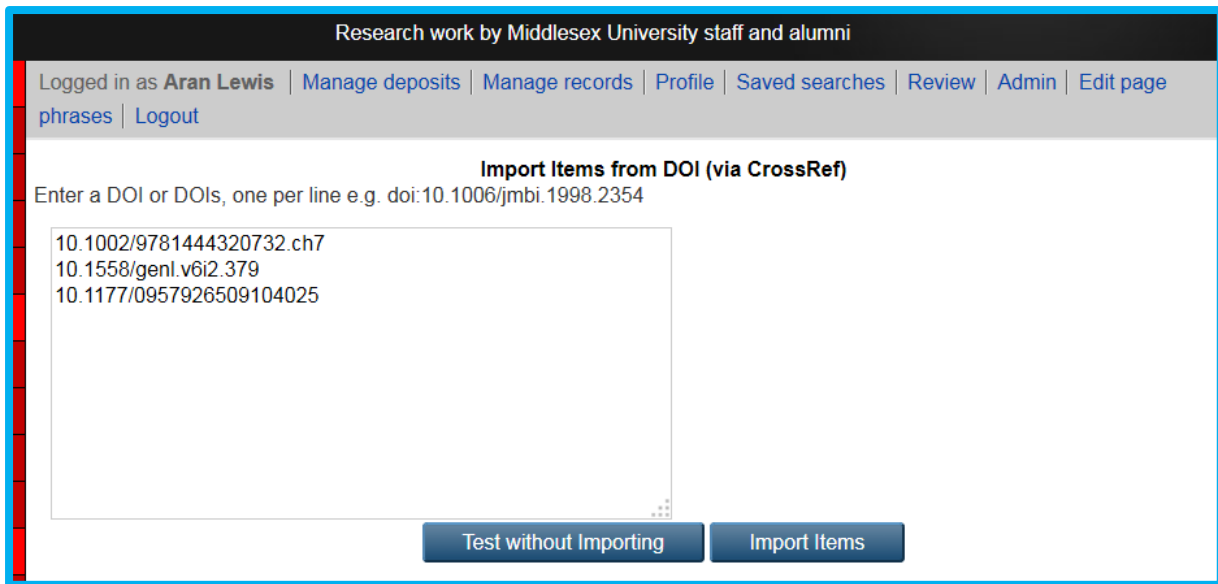 Research work by Middlesex University staff and alumni
Logged in as Aran Lewis | Manage deposits | Manage records | Profile | Saved searches | Review | Admin | Edit page
phrases | Logout
Import Items from DOI (via CrossRef)
Enter a DOI or DOIs, one per line e.g. doi:10.1006/jmbi.1998.2354
10.1002/9781444320732.ch7
10.1558/genl.v6i2.379
10.1177/0957926509104025
Test without Importing Import Items